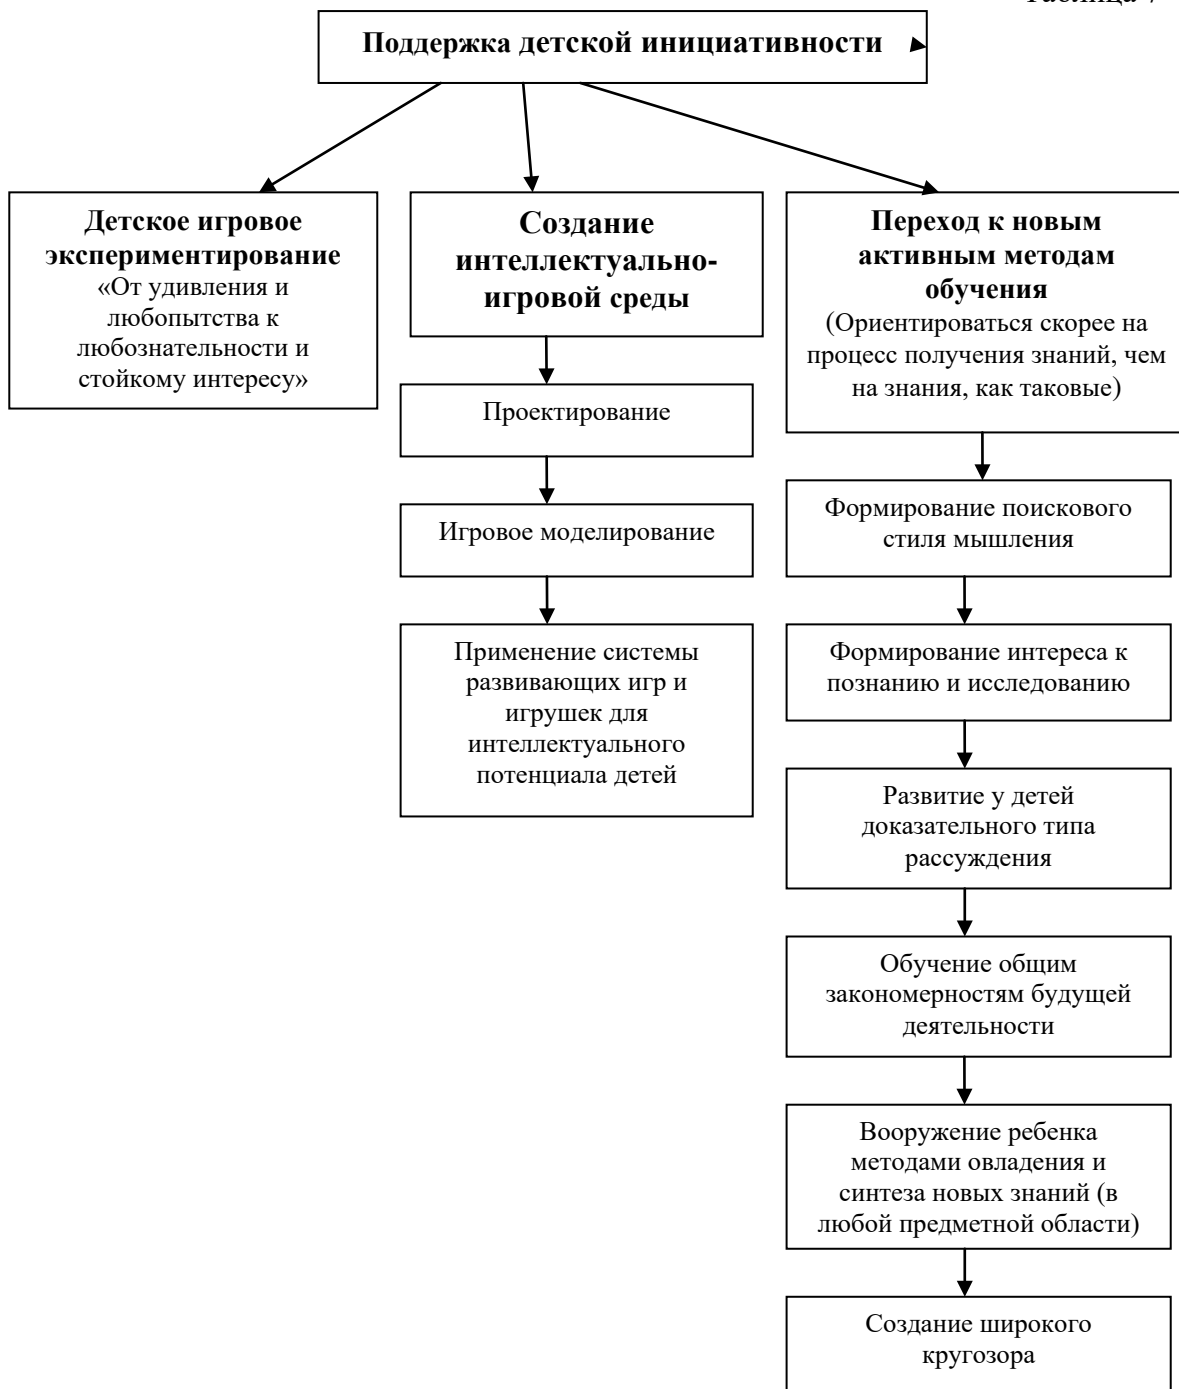 Поддержка детской инициативности
Детское игровое
экспериментирование
«От удивления и
любопытства к
любознательности и
стойкому интересу»
Создание
интеллектуально-
игровой среды
Проектирование
Игровое моделирование
Применение системы
развивающих игр и
игрушек для
интеллектуального
потенциала детей
Переход к новым
активным методам
обучения
(Ориентироваться скорее на
процесс получения знаний, чем
на знания, как таковые)
Формирование поискового
стиля мышления
Формирование интереса к
познанию и исследованию
Развитие у детей
доказательного типа
рассуждения
Обучение общим
закономерностям будущей
деятельности
Вооружение ребенка
методами овладения и
синтеза новых знаний (в
любой предметной области)
Создание широкого
кругозора